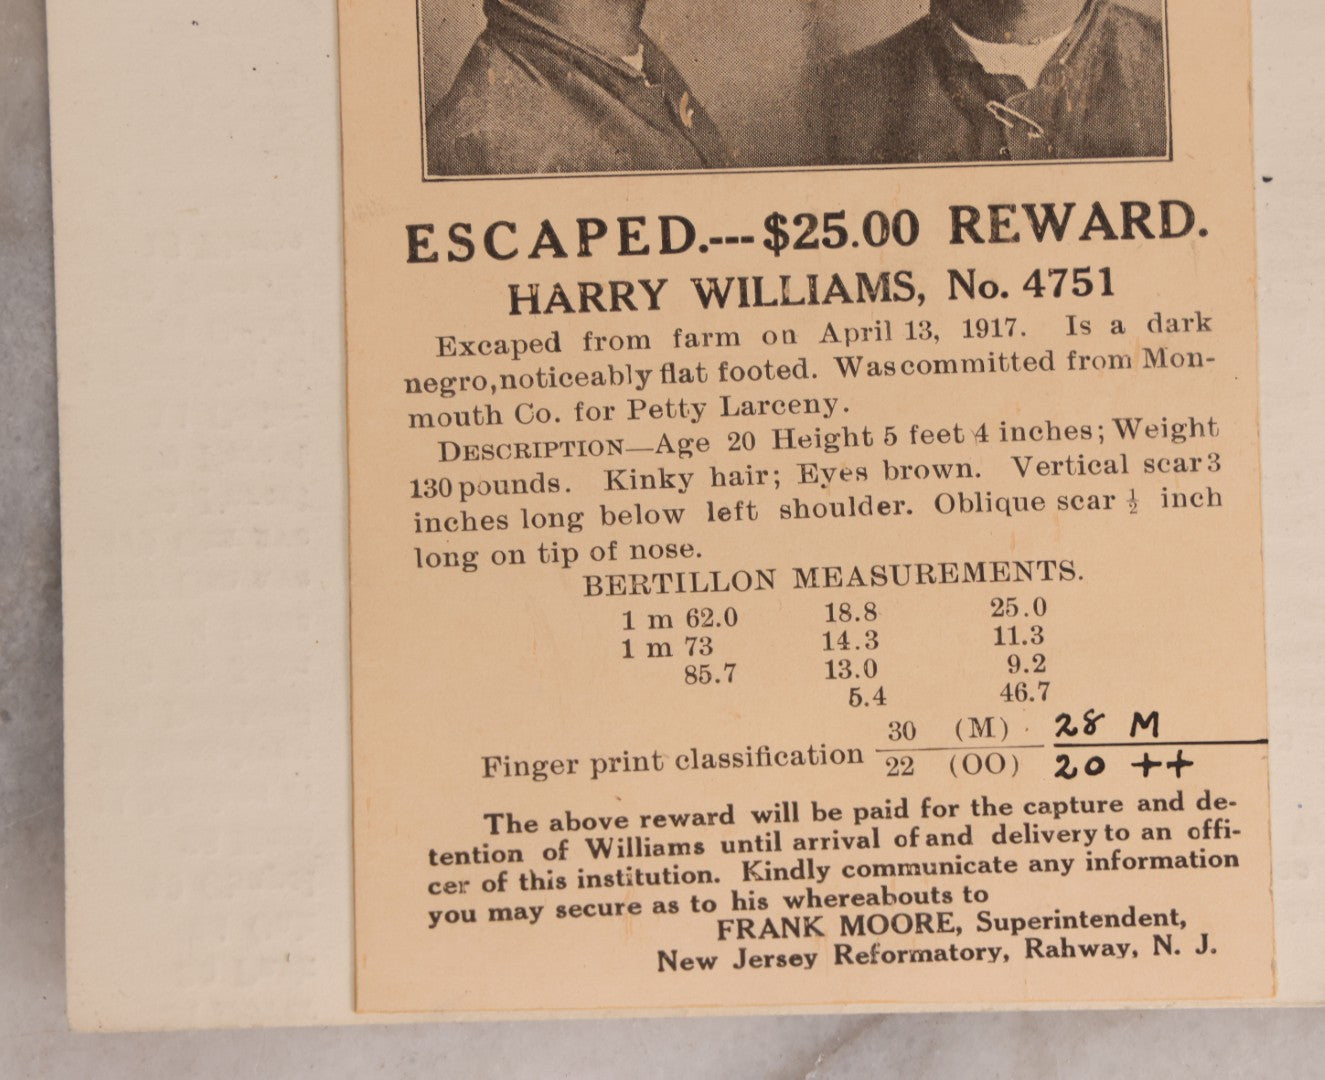 ESCAPED.---$25.00 REWARD.
HARRY WILLIAMS, No. 4751
Excaped from farm on April 13, 1917. Is a dark
negro, noticeably flat footed. Was committed from Mon-
mouth Co. for Petty Larceny.
DESCRIPTION—Age 20 Height 5 feet 4 inches; Weight
130 pounds. Kinky hair; Eyes brown. Vertical scar 3
inches long below left shoulder. Oblique scar ½ inch
long on tip of nose.
BERTILLON MEASUREMENTS.
1 m 62.0 18.8 25.0
1 m 73 14.3 11.3
85.7 13.0 9.2
5.4 46.7
30 (M) 28 M
Finger print classification
22 (OO) 20 ++
The above reward will be paid for the capture and de-
tention of Williams until arrival of and delivery to an offi-
cer of this institution. Kindly communicate any information
you may secure as to his whereabouts to
FRANK MOORE, Superintendent,
New Jersey Reformatory, Rahway, N. J.